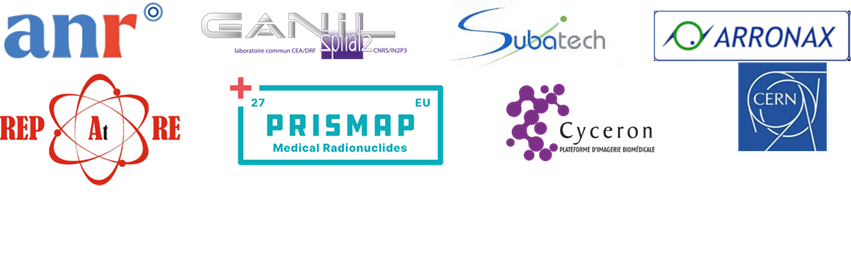 anr
GANIL
spiral2
laboratoire commun CEA/DRF CNRS/IN2P3
Subatech
ARRONAX
REP At RE
27 EU
PRISMAP
Medical Radionuclides
Cyceron
PLATEFORME D'IMAGERIE BIOMÉDICALE
CERN